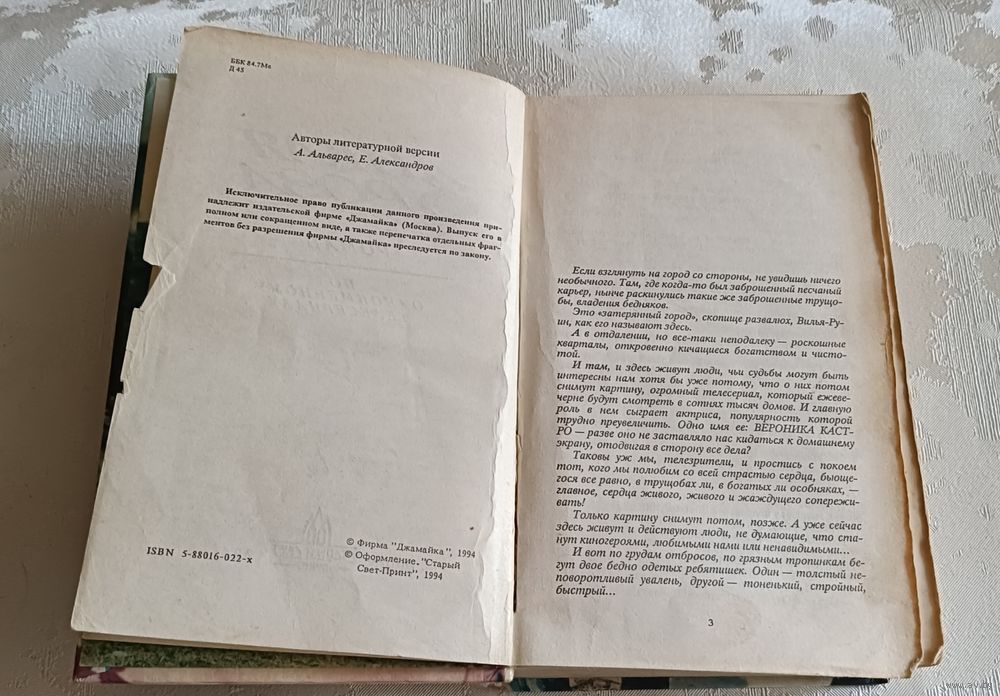 ББК 84.7Ме
Д 45
Авторы литературной версии
А. Альварес, Е. Александров
Исключительное право публикации данного произведения при-
надлежит издательской фирме «Джамайка» (Москва). Выпуск его в
полном или сокращенном виде, а также перепечатка отдельных фраг-
ментов без разрешения фирмы «Джамайка» преследуется по закону.
ISBN 5-88016-022-x
© Фирма "Джамайка", 1994
© Оформление. "Старый
Свет-Принт", 1994
Если взглянуть на город со стороны, не увидишь ничего
необычного. Там, где когда-то был заброшенный песчаный
карьер, нынче раскинулись такие же заброшенные трущо-
бы, владения бедняков.
Это «затерянный город», скопище развалюх, Вилья-Ру-
ин, как его называют здесь.
А в отдалении, но все-таки неподалеку — роскошные
кварталы, откровенно кичащиеся богатством и чисто-
той.
И там, и здесь живут люди, чьи судьбы могут быть
интересны нам хотя бы уже потому, что о них потом
снимут картину, огромный телесериал, который ежеве-
черне будут смотреть в сотнях тысяч домов. И главную
роль в нем сыграет актриса, популярность которой
трудно преувеличить. Одно имя ее: ВЕРОНИКА КАСТ-
РО — разве оно не заставляло нас кидаться к домашнему
экрану, отодвигая в сторону все дела?
Таковы уж мы, телезрители, и простись с покоем
тот, кого мы полюбим со всей страстью сердца, бьюще-
гося все равно, в трущобах ли, в богатых ли особняках, —
главное, сердца живого, живого и жаждущего сопережи-
вать!
Только картину снимут потом, позже. А уже сейчас
здесь живут и действуют люди, не думающие, что ста-
нут киногероями, любимыми нами или ненавидимыми...
И вот по грудам отбросов, по грязным тропинкам бе-
гут двое бедно одетых ребятишек. Один — толстый не-
поворотливый увалень, другой — тоненький, стройный,
быстрый...
3